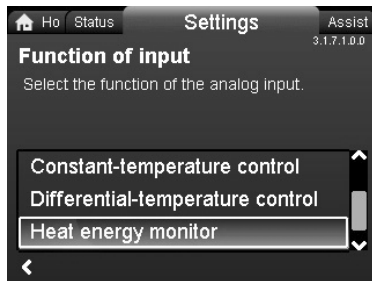 Ho Status Settings Assist
3.1.7.1.0.0
Function of input
Select the function of the analog input.
Constant-temperature control
Differential-temperature control
Heat energy monitor